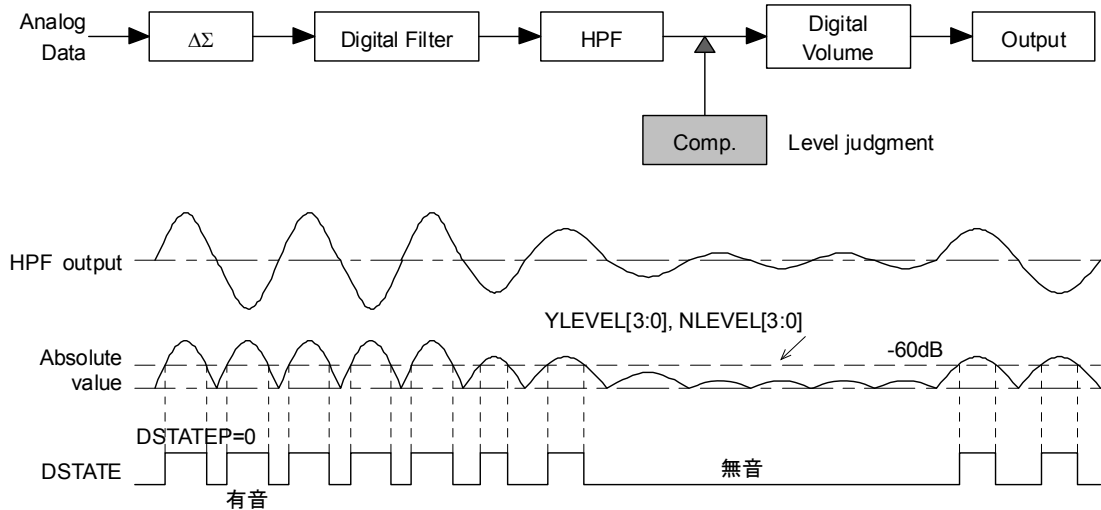 Analog
Data
ΔΣ
Digital Filter
HPF
Digital
Volume
Output
Comp.
Level judgment
HPF output
YLEVEL[3:0], NLEVEL[3:0]
-60dB
Absolute
value
DSTATEP=0
DSTATE
有音
無音